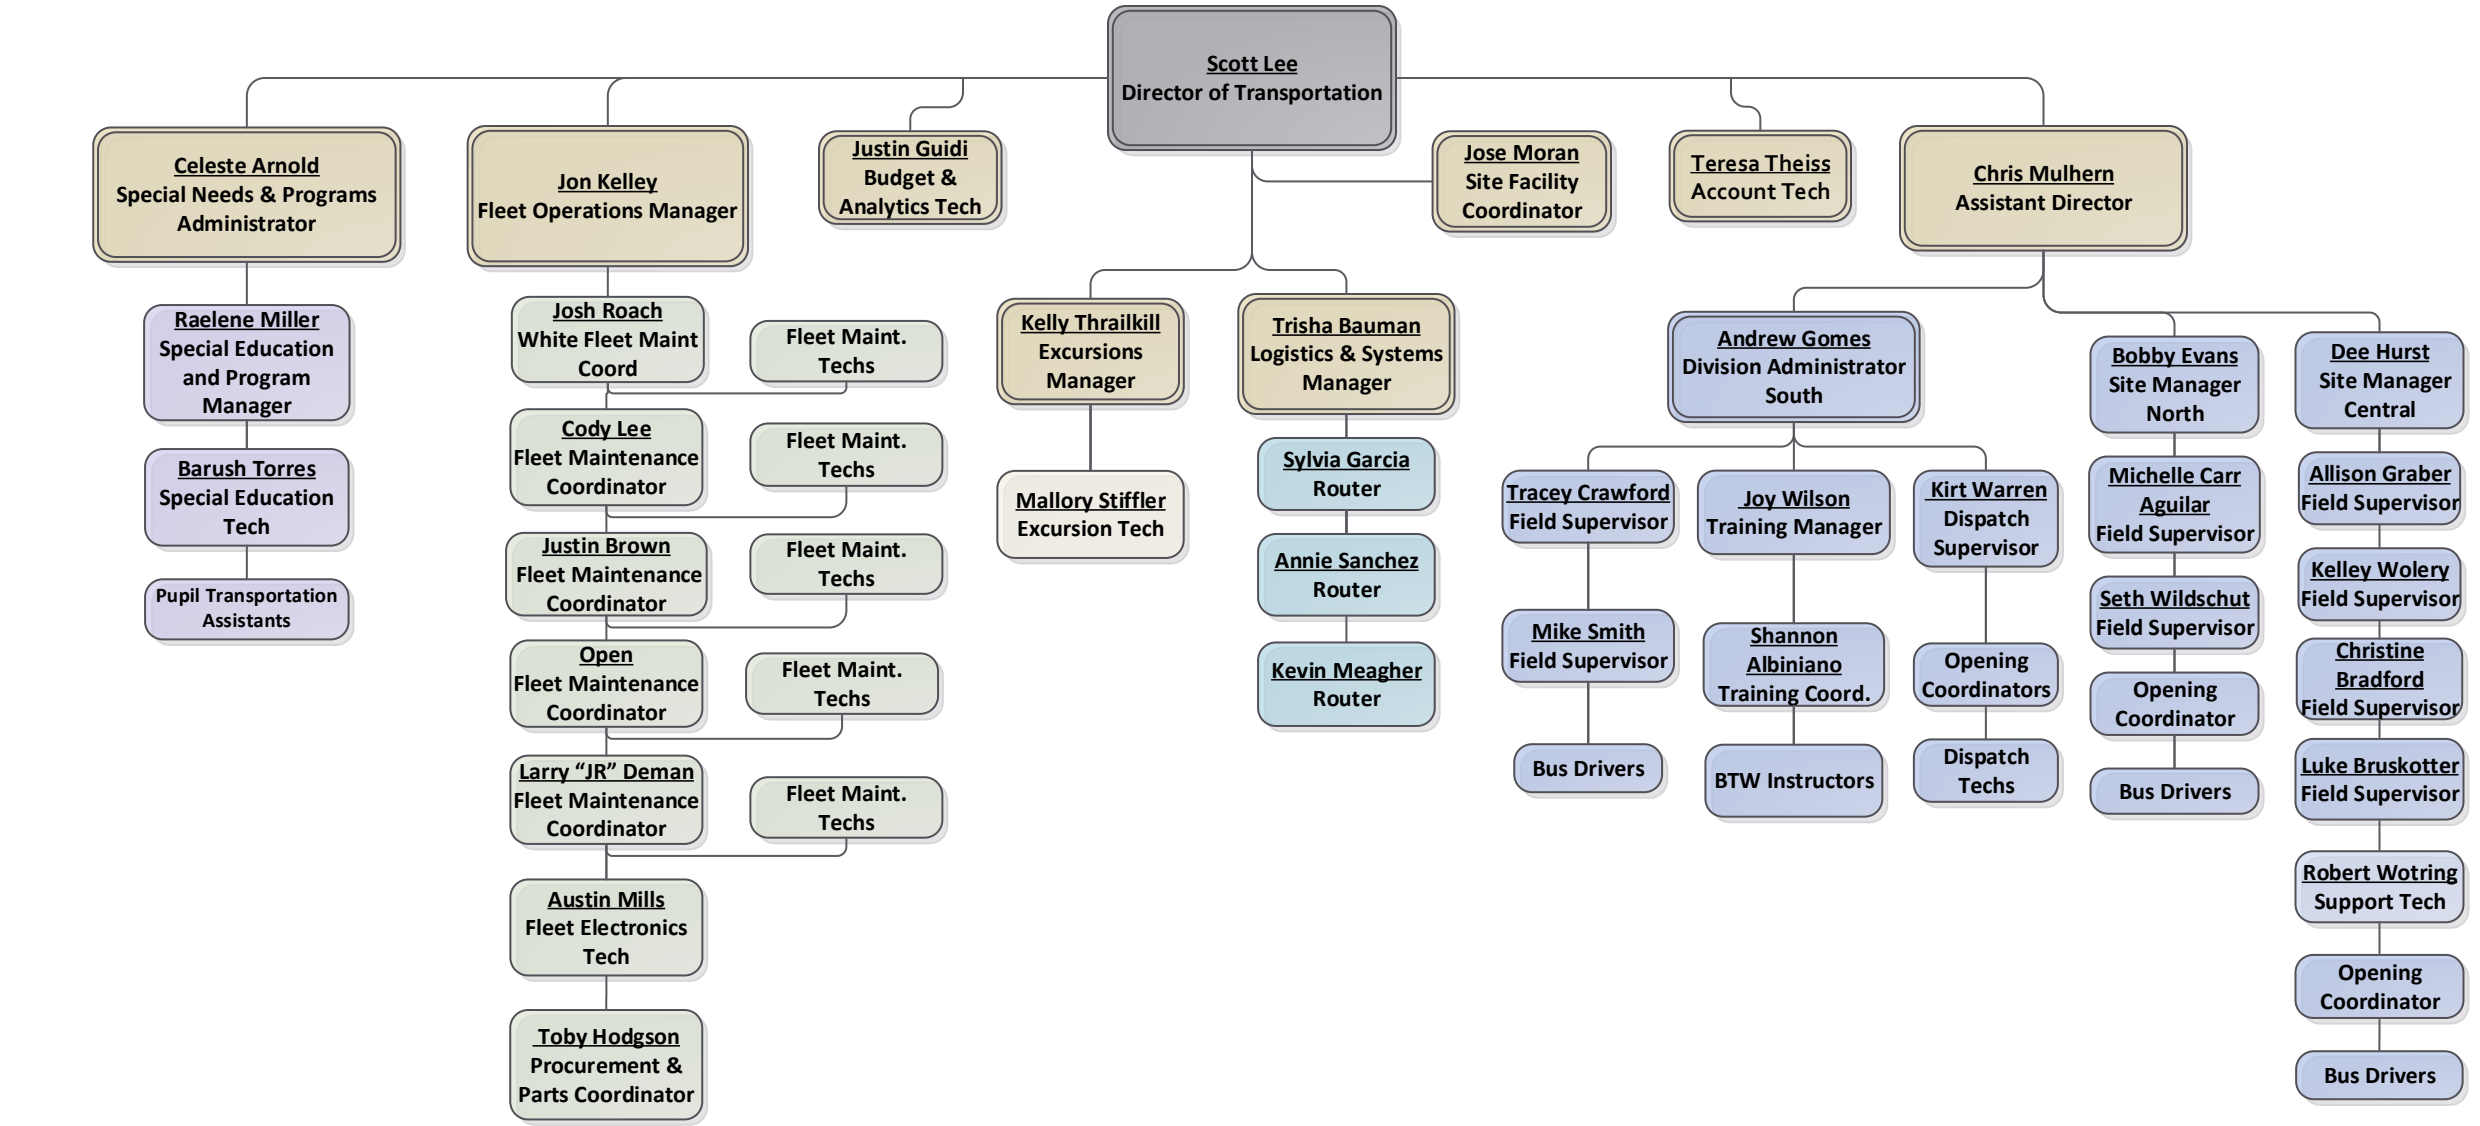 Scott Lee
Director of Transportation
Celeste Arnold
Special Needs & Programs
Administrator
Raelene Miller
Special Education
and Program
Manager
Barush Torres
Special Education
Tech
Pupil Transportation
Assistants
Jon Kelley
Fleet Operations Manager
Josh Roach
White Fleet Maint
Coord
Fleet Maint.
Techs
Cody Lee
Fleet Maintenance
Coordinator
Fleet Maint.
Techs
Justin Brown
Fleet Maintenance
Coordinator
Fleet Maint.
Techs
Open
Fleet Maintenance
Coordinator
Fleet Maint.
Techs
Larry “JR” Deman
Fleet Maintenance
Coordinator
Fleet Maint.
Techs
Austin Mills
Fleet Electronics
Tech
Toby Hodgson
Procurement &
Parts Coordinator
Justin Guidi
Budget &
Analytics Tech
Kelly Thrailkill
Excursions
Manager
Mallory Stiffler
Excursion Tech
Trisha Bauman
Logistics & Systems
Manager
Sylvia Garcia
Router
Annie Sanchez
Router
Kevin Meagher
Router
Jose Moran
Site Facility
Coordinator
Teresa Theiss
Account Tech
Chris Mulhern
Assistant Director
Andrew Gomes
Division Administrator
South
Tracey Crawford
Field Supervisor
Mike Smith
Field Supervisor
Bus Drivers
Joy Wilson
Training Manager
Shannon
Albiniano
Training Coord.
BTW Instructors
Kirt Warren
Dispatch
Supervisor
Opening
Coordinators
Dispatch
Techs
Bobby Evans
Site Manager
North
Michelle Carr
Aguilar
Field Supervisor
Seth Wildschut
Field Supervisor
Opening
Coordinator
Bus Drivers
Dee Hurst
Site Manager
Central
Allison Graber
Field Supervisor
Kelley Wolery
Field Supervisor
Christine
Bradford
Field Supervisor
Luke Bruskotter
Field Supervisor
Robert Wotring
Support Tech
Opening
Coordinator
Bus Drivers